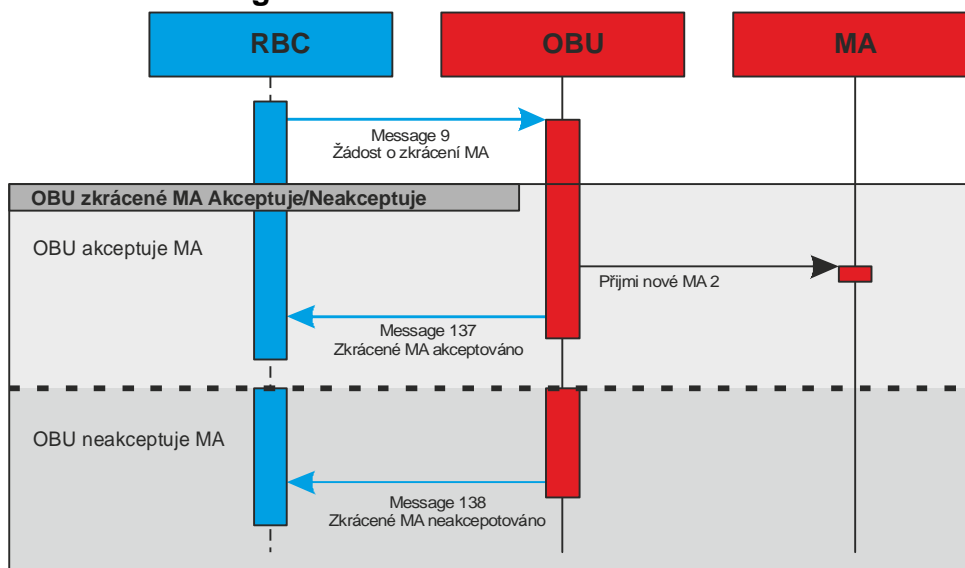 RBC
OBU
MA
Message 9
Žádost o zkrácení MA
OBU zkrácené MA Akceptuje/Neakceptuje
OBU akceptuje MA
Přijmi nové MA 2
Message 137
Zkrácené MA akceptováno
OBU neakceptuje MA
Message 138
Zkrácené MA neakcepotováno